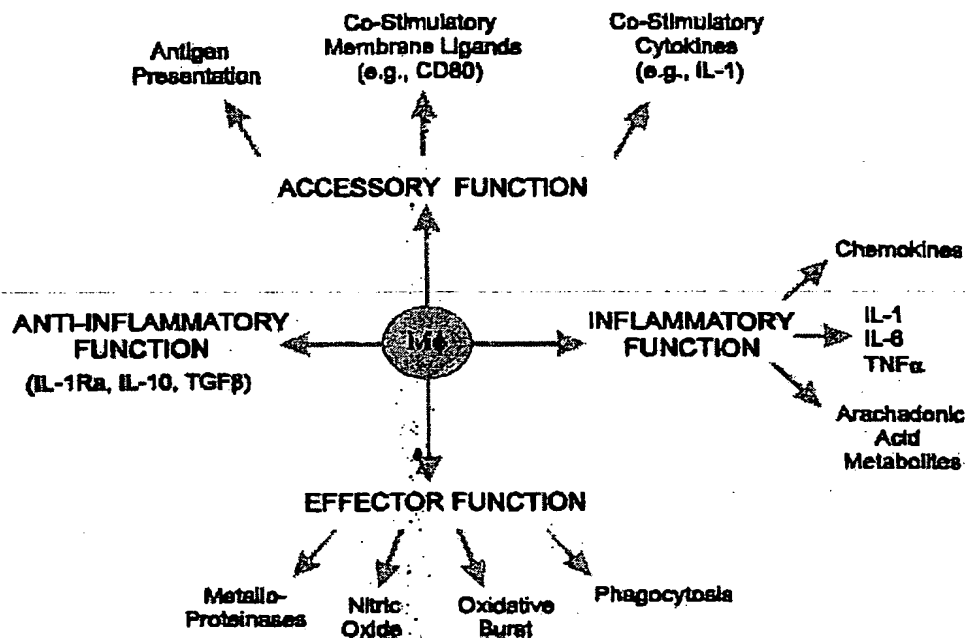 Antigen
Presentation
Co-Stimulatory
Membrane Ligands
(e.g., CD80)
Co-Stimulatory
Cytokines
(e.g., IL-1)
ACCESSORY FUNCTION
Chemokines
ANTI-INFLAMMATORY
FUNCTION
(IL-1Ra, IL-10, TGFβ)
Mϕ
INFLAMMATORY
FUNCTION
IL-1
IL-6
TNFα
Arachadonic
Acid
Metabolites
EFFECTOR FUNCTION
Metallo-
Proteinases
Nitric
Oxide
Oxidative
Burst
Phagocytosis